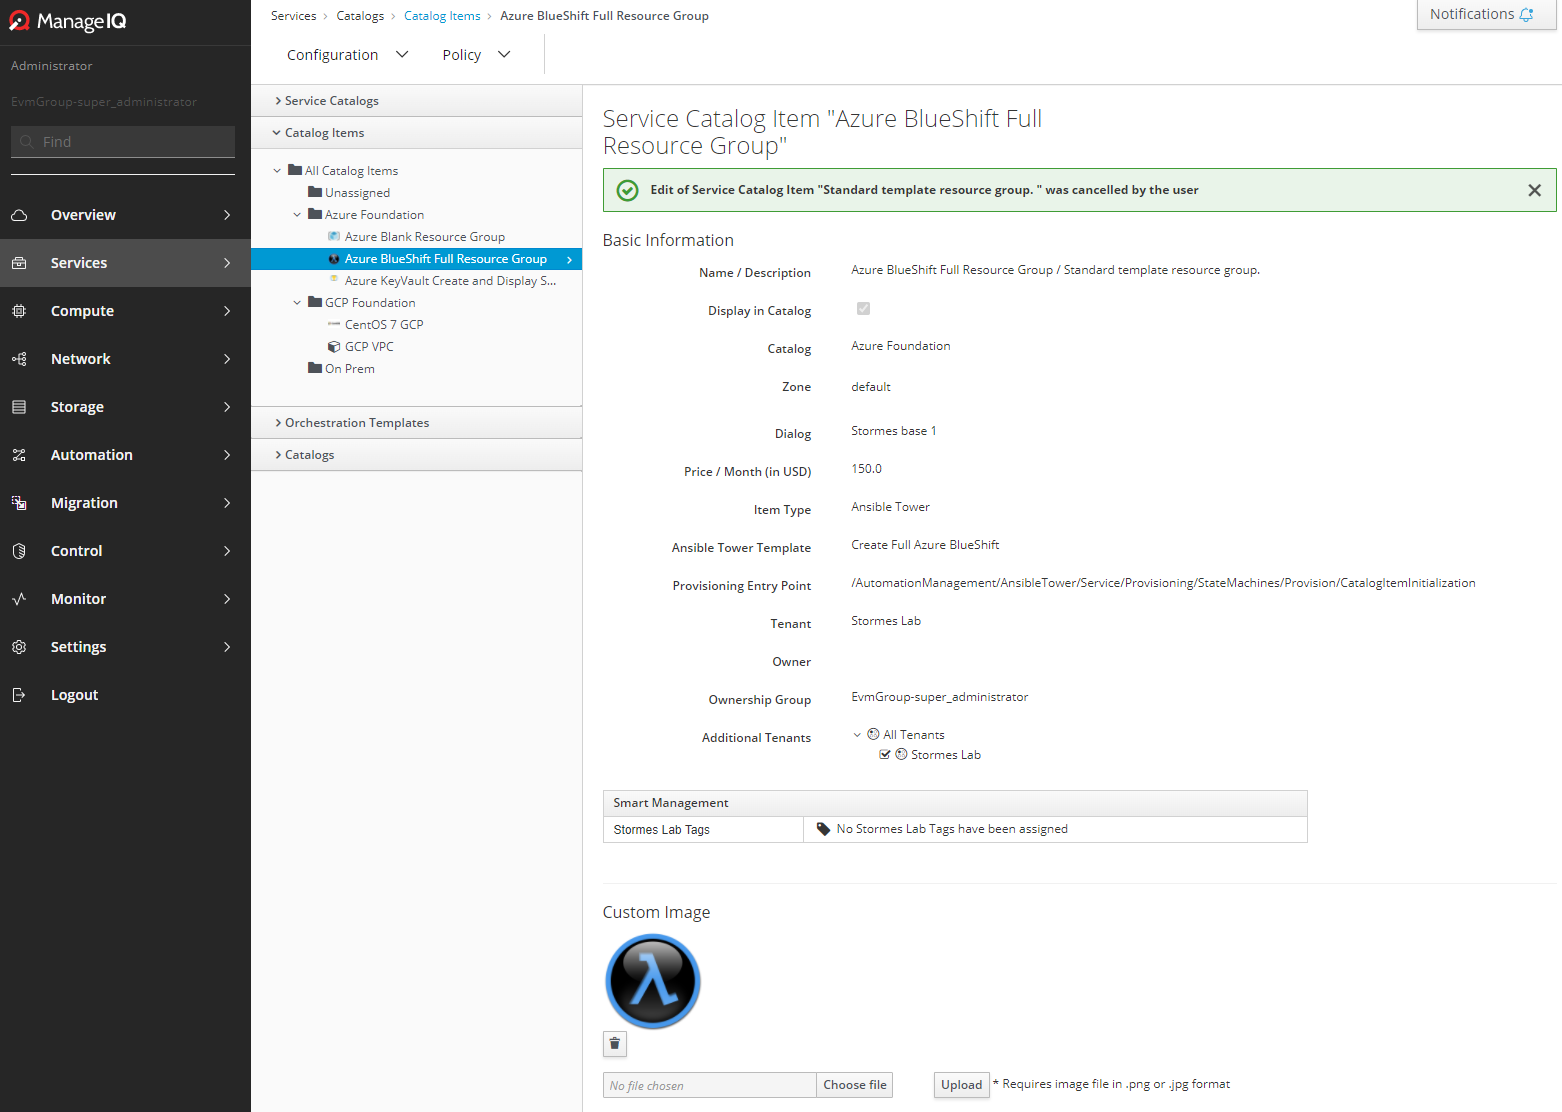 ManageIQ
Administrator
EvmGroup-super_administrator
Find
Overview
Services
Compute
Network
Storage
Automation
Migration
Control
Monitor
Settings
Logout
Services > Catalogs > Catalog Items > Azure BlueShift Full Resource Group
Notifications
Configuration
Policy
Service Catalogs
Catalog Items
All Catalog Items
Unassigned
Azure Foundation
Azure Blank Resource Group
Azure BlueShift Full Resource Group
Azure KeyVault Create and Display S...
GCP Foundation
CentOS 7 GCP
GCP VPC
On Prem
Orchestration Templates
Catalogs
Service Catalog Item "Azure BlueShift Full
Resource Group"
Edit of Service Catalog Item "Standard template resource group. " was cancelled by the user
Basic Information
Name / Description Azure BlueShift Full Resource Group / Standard template resource group.
Display in Catalog
Catalog Azure Foundation
Zone default
Dialog Stormes base 1
Price / Month (in USD) 150.0
Item Type Ansible Tower
Ansible Tower Template Create Full Azure BlueShift
Provisioning Entry Point /AutomationManagement/AnsibleTower/Service/Provisioning/StateMachines/Provision/CatalogItemInitialization
Tenant Stormes Lab
Owner
Ownership Group EvmGroup-super_administrator
Additional Tenants All Tenants
Stormes Lab
Smart Management
Stormes Lab Tags No Stormes Lab Tags have been assigned
Custom Image
λ
No file chosen Choose file Upload * Requires image file in .png or .jpg format